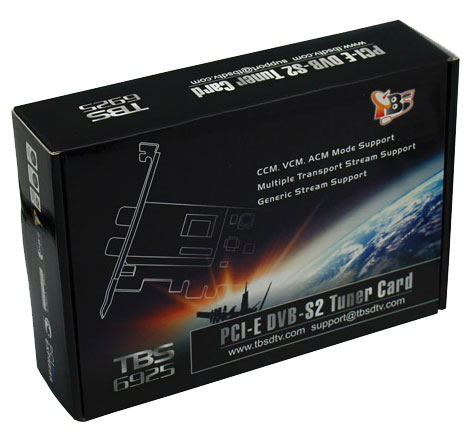 PCI-E DVB-S2 Tuner Card
www.tbsdtv.com support@tbsdtv.com
TBS
6925
TBS
CCM, VCM, ACM Mode Support
Multiple Transport Stream Support
Generic Stream Support
PCI-E DVB-S2 Tuner Card
www.tbsdtv.com support@tbsdtv.com
TBS
6925